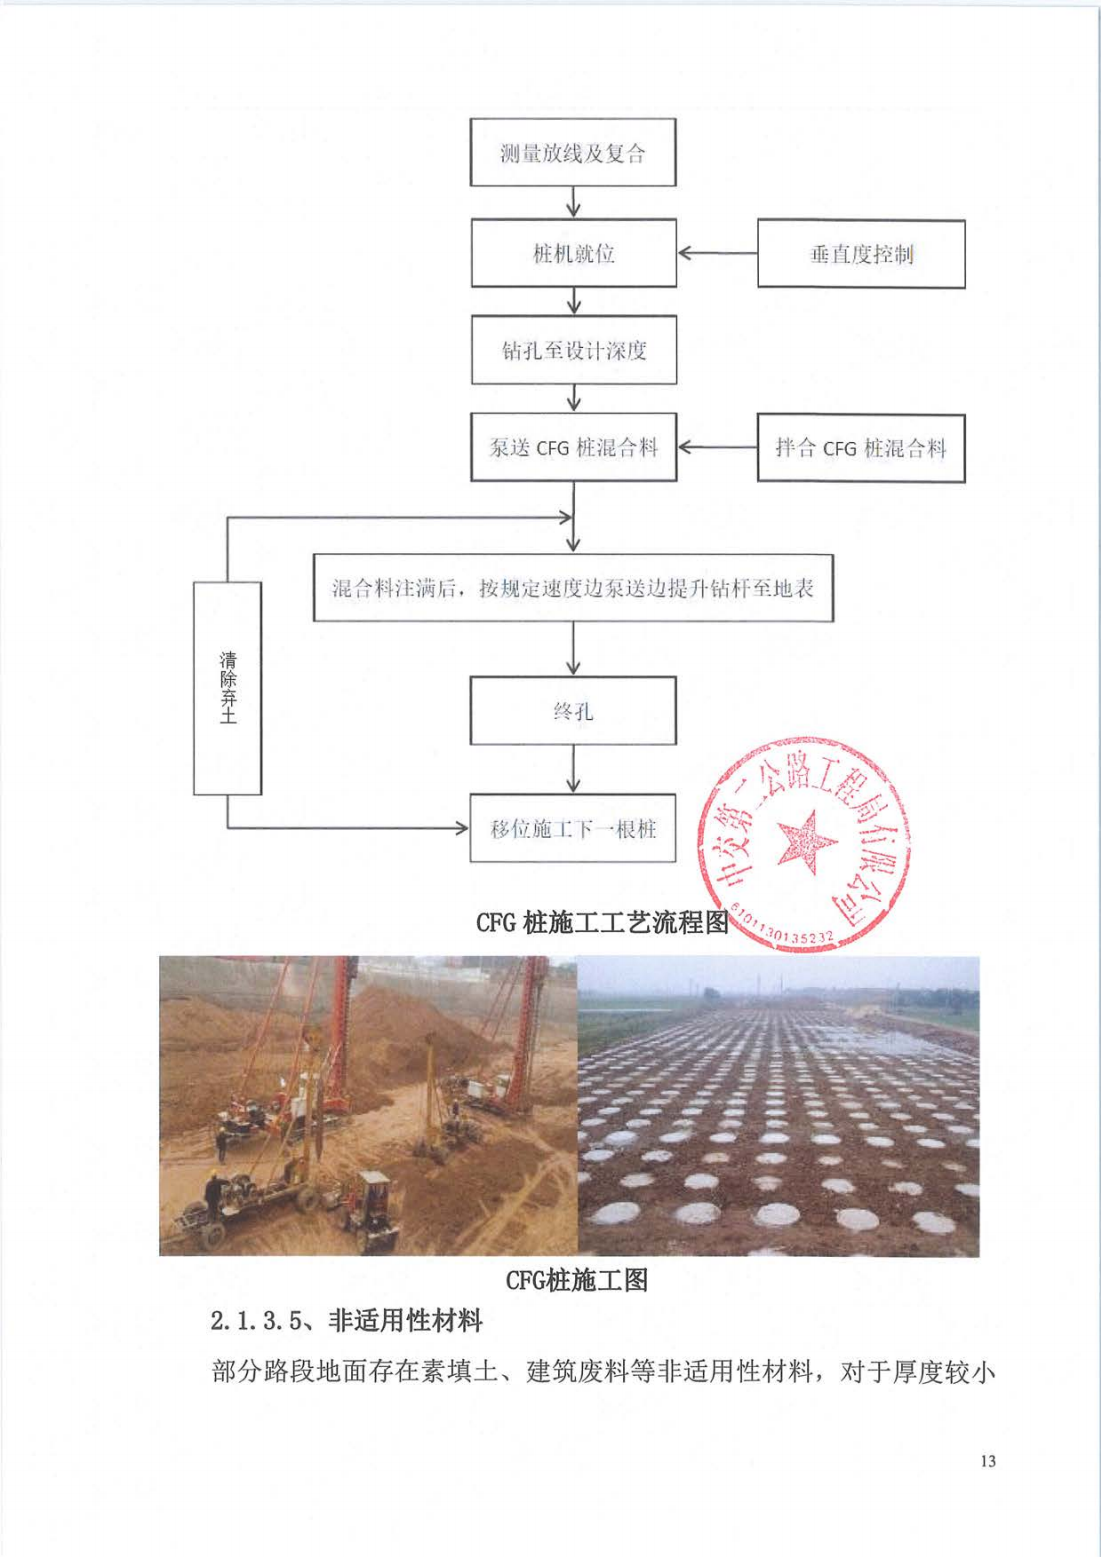 测量放线及复合
桩机就位
垂直度控制
钻孔至设计深度
泵送 CFG 桩混合料
拌合 CFG 桩混合料
混合料注满后，按规定速度边泵送边提升钻杆至地表
清除弃土
终孔
移位施工下一根桩
中交第二公路工程局有限公司
6101130135232
CFG 桩施工工艺流程图
CFG桩施工图
2.1.3.5、非适用性材料
部分路段地面存在素填土、建筑废料等非适用性材料，对于厚度较小
13